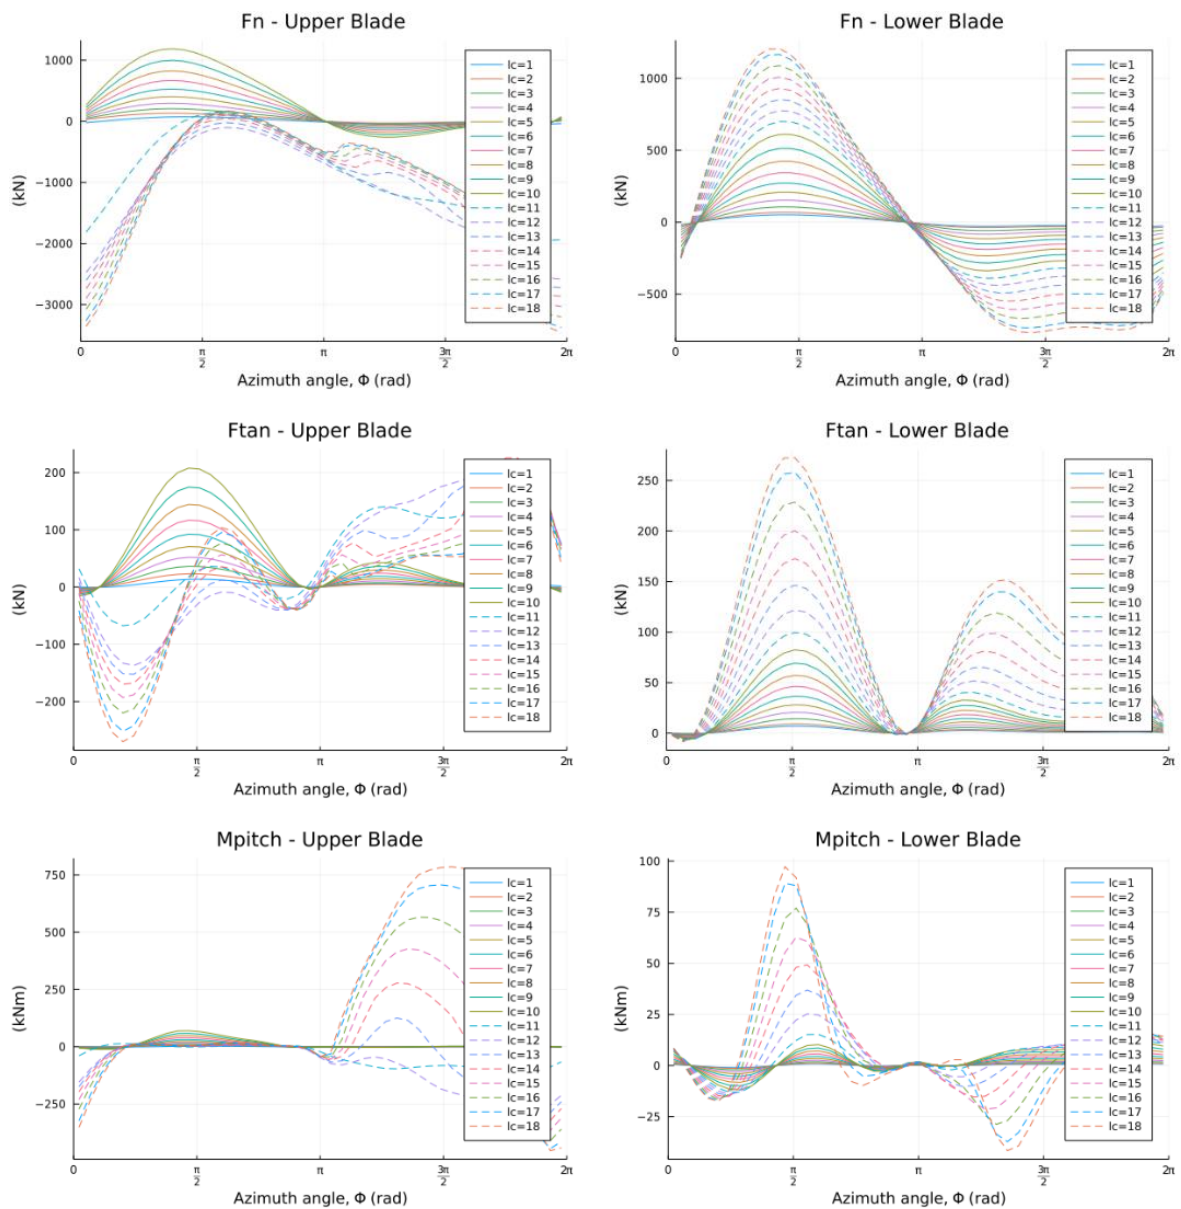 Fn - Upper Blade
1000
0
−1000
−2000
−3000
(kN)
0
π/2
π
3π/2
2π
Azimuth angle, Φ (rad)
lc=1
lc=2
lc=3
lc=4
lc=5
lc=6
lc=7
lc=8
lc=9
lc=10
lc=11
lc=12
lc=13
lc=14
lc=15
lc=16
lc=17
lc=18
Fn - Lower Blade
1000
500
0
−500
(kN)
0
π/2
π
3π/2
2π
Azimuth angle, Φ (rad)
lc=1
lc=2
lc=3
lc=4
lc=5
lc=6
lc=7
lc=8
lc=9
lc=10
lc=11
lc=12
lc=13
lc=14
lc=15
lc=16
lc=17
lc=18
Ftan - Upper Blade
200
100
0
−100
−200
(kN)
0
π/2
π
3π/2
2π
Azimuth angle, Φ (rad)
lc=1
lc=2
lc=3
lc=4
lc=5
lc=6
lc=7
lc=8
lc=9
lc=10
lc=11
lc=12
lc=13
lc=14
lc=15
lc=16
lc=17
lc=18
Ftan - Lower Blade
250
200
150
100
50
0
(kN)
0
π/2
π
3π/2
2π
Azimuth angle, Φ (rad)
lc=1
lc=2
lc=3
lc=4
lc=5
lc=6
lc=7
lc=8
lc=9
lc=10
lc=11
lc=12
lc=13
lc=14
lc=15
lc=16
lc=17
lc=18
Mpitch - Upper Blade
750
500
250
0
−250
(kNm)
0
π/2
π
3π/2
2π
Azimuth angle, Φ (rad)
lc=1
lc=2
lc=3
lc=4
lc=5
lc=6
lc=7
lc=8
lc=9
lc=10
lc=11
lc=12
lc=13
lc=14
lc=15
lc=16
lc=17
lc=18
Mpitch - Lower Blade
100
75
50
25
0
−25
(kNm)
0
π/2
π
3π/2
2π
Azimuth angle, Φ (rad)
lc=1
lc=2
lc=3
lc=4
lc=5
lc=6
lc=7
lc=8
lc=9
lc=10
lc=11
lc=12
lc=13
lc=14
lc=15
lc=16
lc=17
lc=18